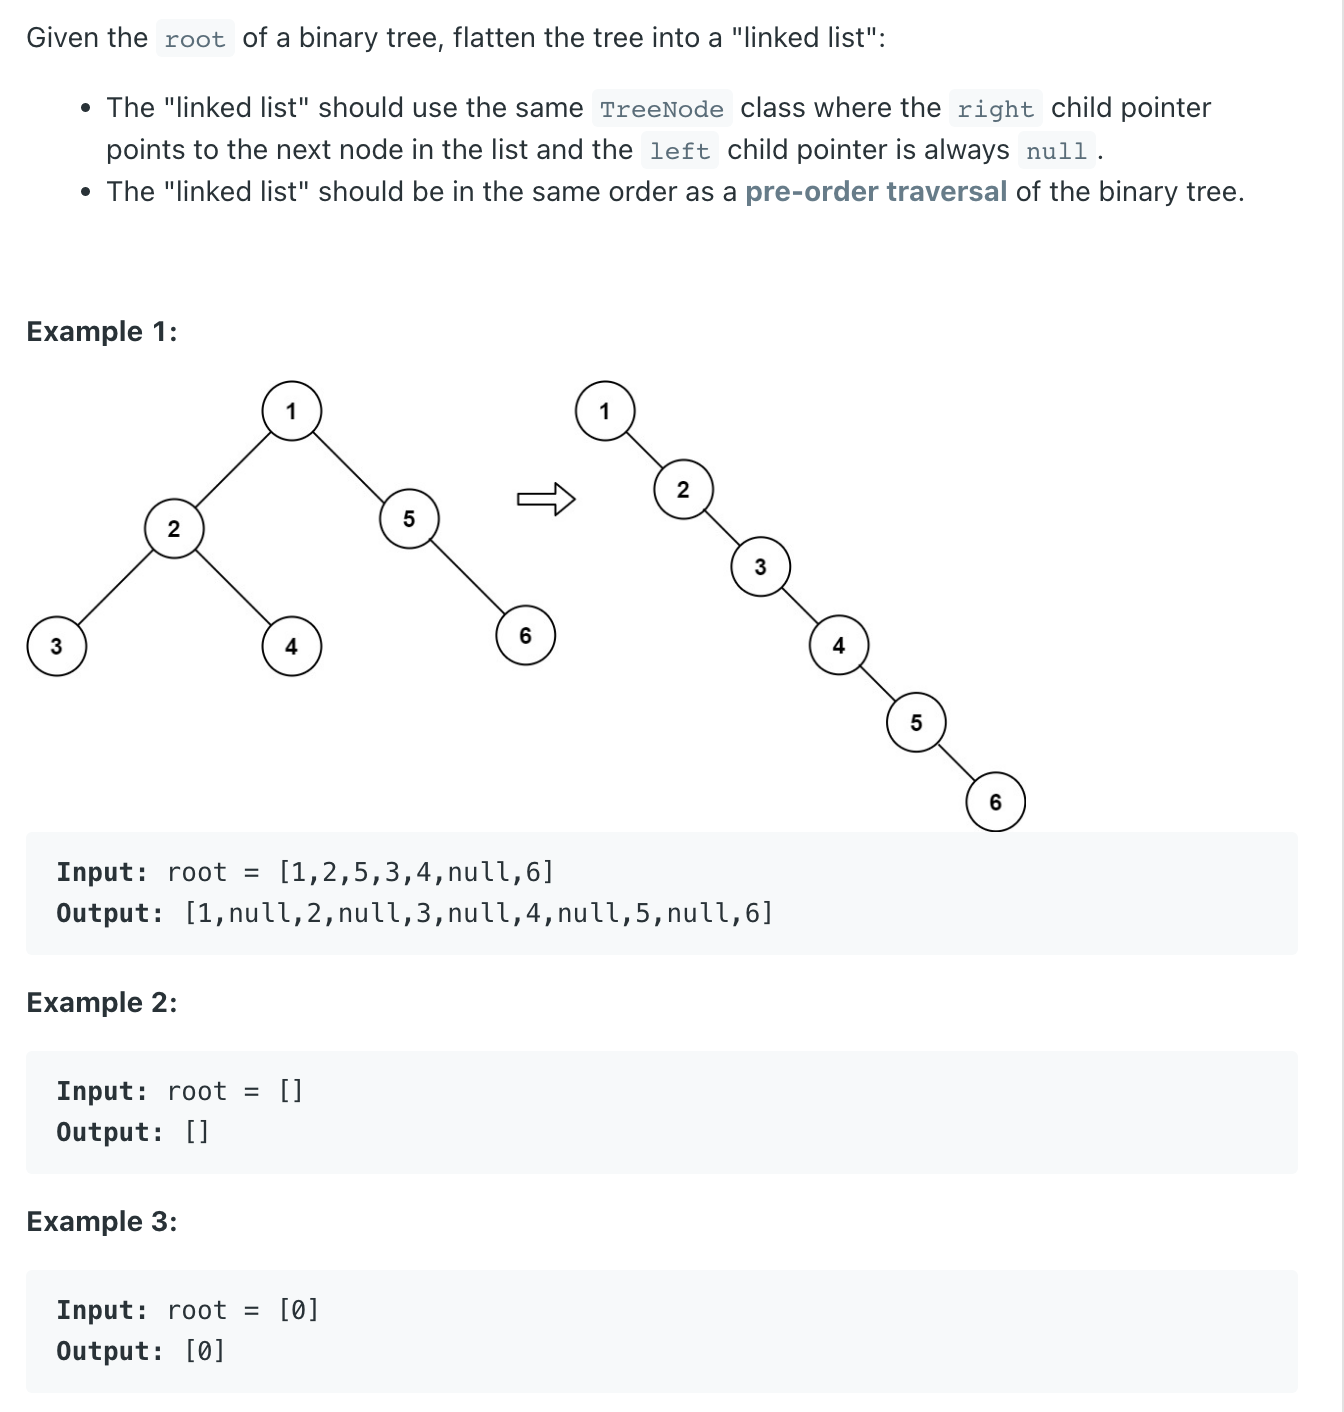 Given the root of a binary tree, flatten the tree into a "linked list":
• The "linked list" should use the same TreeNode class where the right child pointer
points to the next node in the list and the left child pointer is always null.
• The "linked list" should be in the same order as a pre-order traversal of the binary tree.
Example 1:
1
2
5
3
4
6
1
2
3
4
5
6
Input: root = [1,2,5,3,4,null,6]
Output: [1,null,2,null,3,null,4,null,5,null,6]
Example 2:
Input: root = []
Output: []
Example 3:
Input: root = [0]
Output: [0]